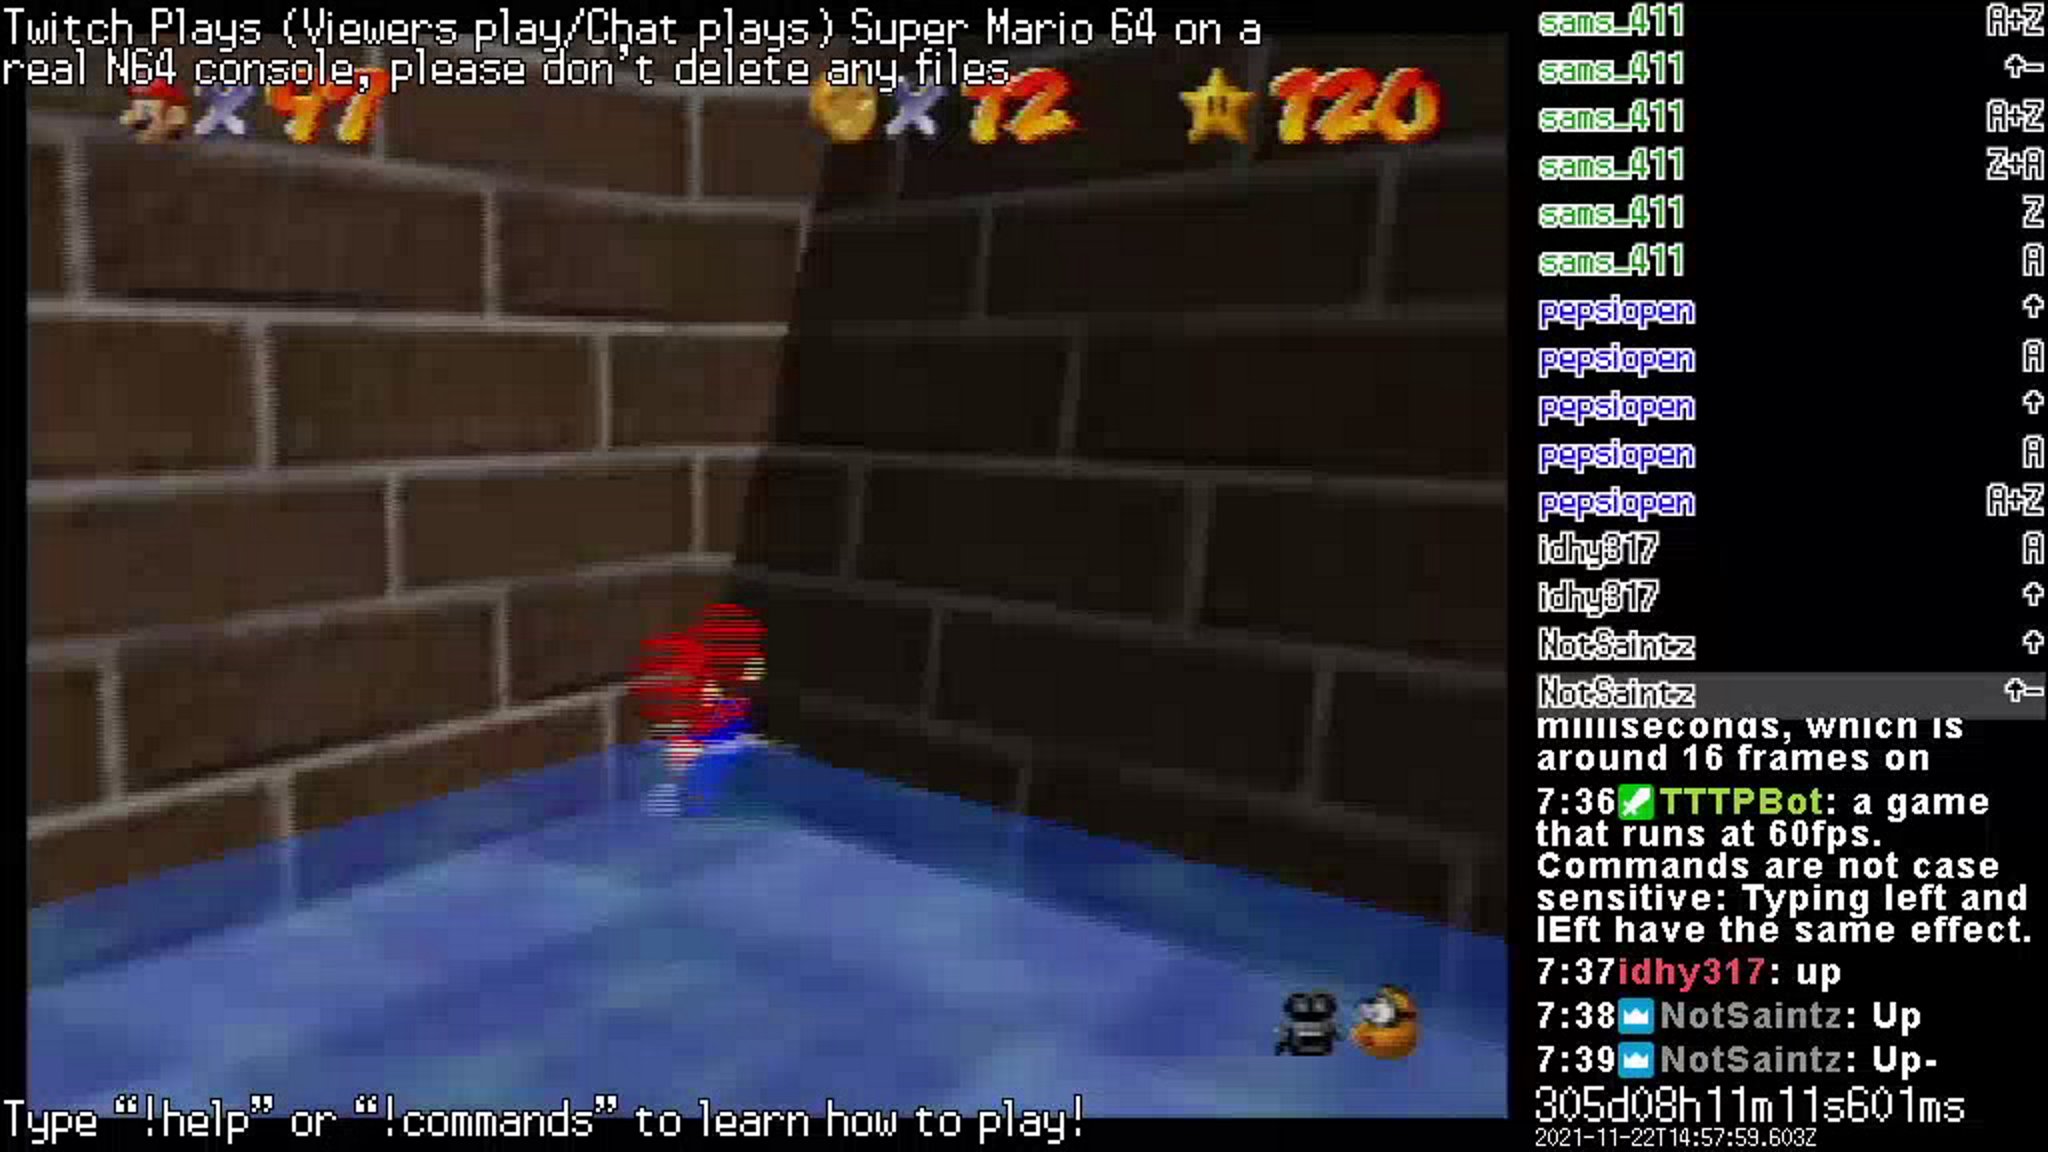 Twitch Plays (Viewers play/Chat plays) Super Mario 64 on a
real N64 console, please don't delete any files
x 97
x 12
120
sams_411 A+Z
sams_411 ↑-
sams_411 A+Z
sams_411 Z+A
sams_411 Z
sams_411 A
pepsiopen ↑
pepsiopen A
pepsiopen ↑
pepsiopen A
pepsiopen A+Z
idhy317 A
idhy317 ↑
NotSaintz ↑
NotSaintz ↑-
milliseconds, which is
around 16 frames on
7:36 TTTPBot: a game
that runs at 60fps.
Commands are not case
sensitive: Typing left and
lEft have the same effect.
7:37 idhy317: up
7:38 NotSaintz: Up
7:39 NotSaintz: Up-
305d08h11m11s601ms
2021-11-22T14:57:59.603Z
Type "!help" or "!commands" to learn how to play!